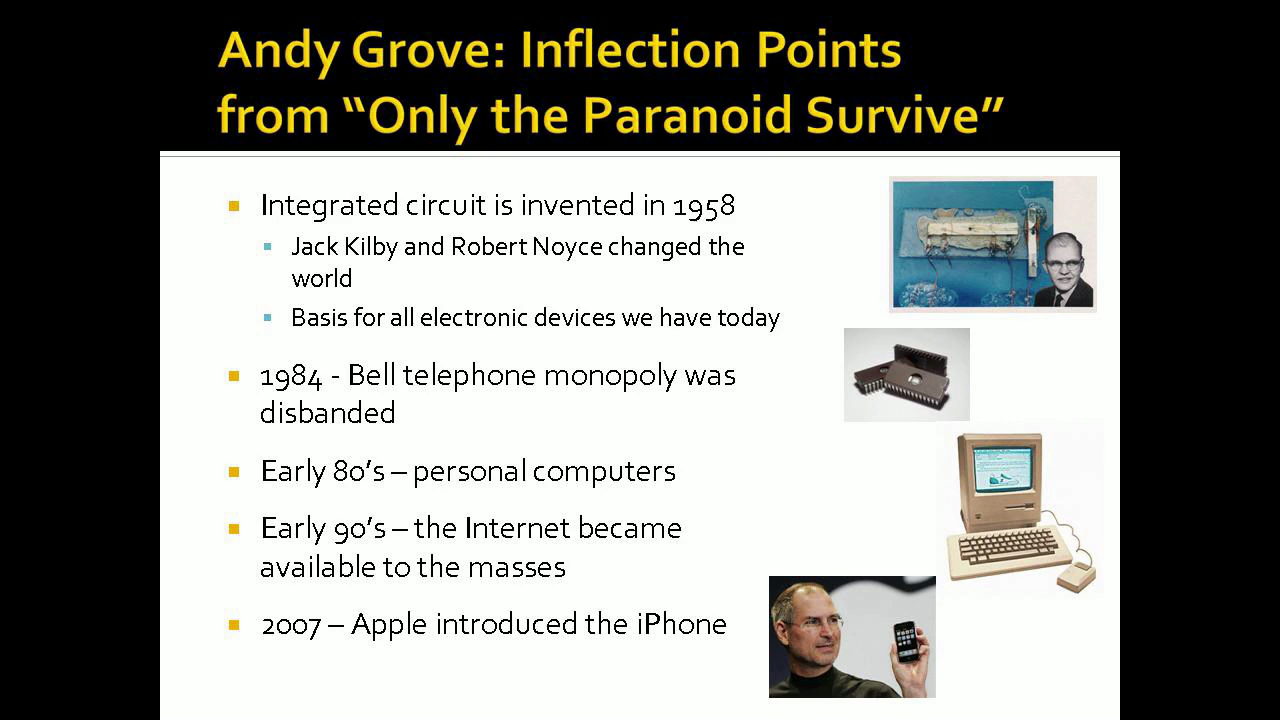 Andy Grove: Inflection Points
from “Only the Paranoid Survive”
Integrated circuit is invented in 1958
Jack Kilby and Robert Noyce changed the
world
Basis for all electronic devices we have today
1984 - Bell telephone monopoly was
disbanded
Early 80’s – personal computers
Early 90’s – the Internet became
available to the masses
2007 – Apple introduced the iPhone